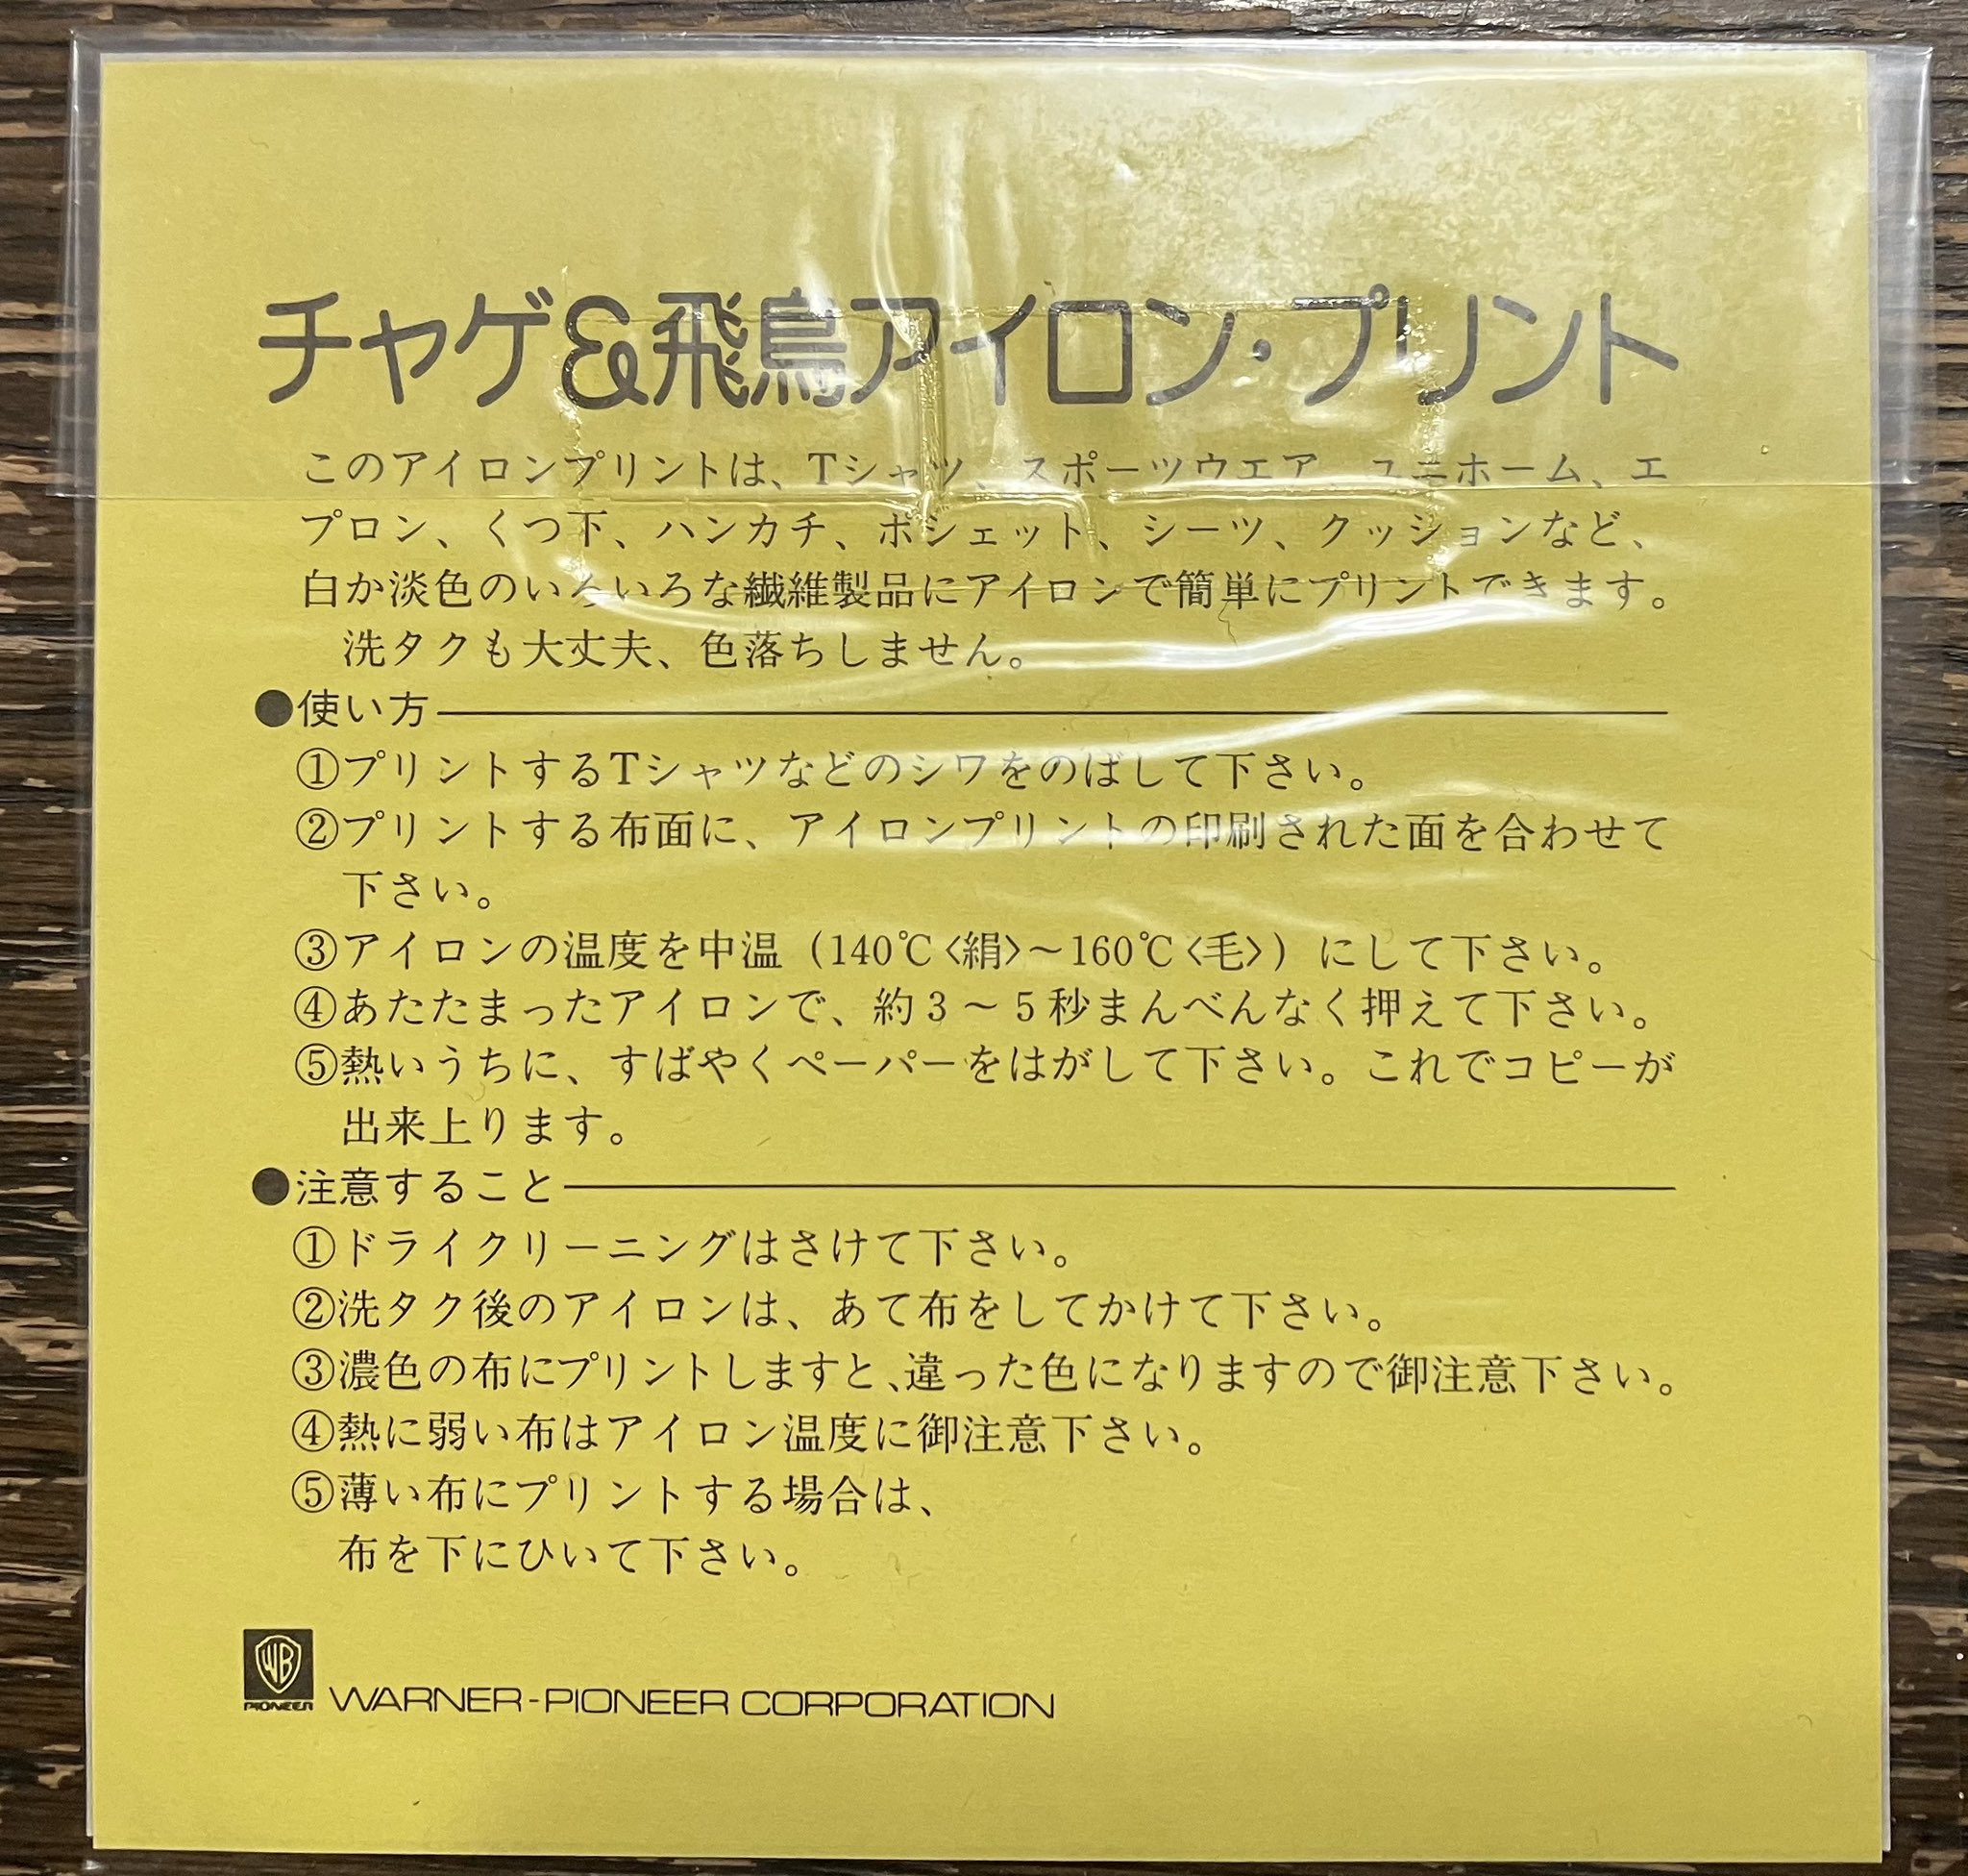 チャゲ&飛鳥アイロン・プリント
このアイロンプリントは、Tシャツ、スポーツウエア、ユニホーム、エ
プロン、くつ下、ハンカチ、ポシェット、シーツ、クッションなど、
白か淡色のいろいろな繊維製品にアイロンで簡単にプリントできます。
洗タクも大丈夫、色落ちしません。
●使い方
①プリントするTシャツなどのシワをのばして下さい。
②プリントする布面に、アイロンプリントの印刷された面を合わせて
下さい。
③アイロンの温度を中温(140℃〈絹〉~160℃〈毛〉)にして下さい。
④あたたまったアイロンで、約3~5秒まんべんなく押えて下さい。
⑤熱いうちに、すばやくペーパーをはがして下さい。これでコピーが
出来上ります。
●注意すること
①ドライクリーニングはさけて下さい。
②洗タク後のアイロンは、あて布をしてかけて下さい。
③濃色の布にプリントしますと、違った色になりますので御注意下さい。
④熱に弱い布はアイロン温度に御注意下さい。
⑤薄い布にプリントする場合は、
布を下にひいて下さい。
WB
PIONEER WARNER-PIONEER CORPORATION